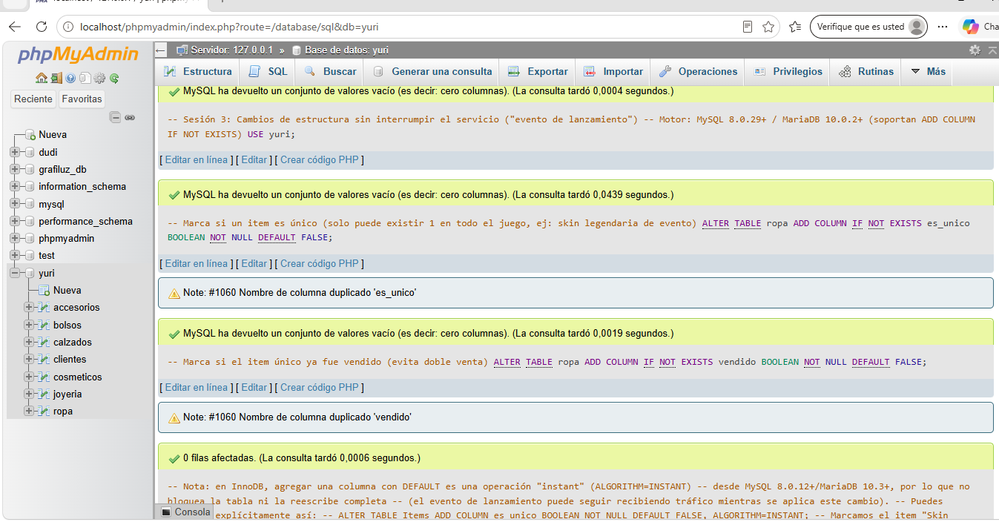 localhost/phpmyadmin/index.php?route=/database/sql&db=yuri
Verifique que es usted
Cha
phpMyAdmin
Reciente
Favoritas
Nueva
dudi
grafiluz_db
information_schema
mysql
performance_schema
phpmyadmin
test
yuri
Nueva
accesorios
bolsos
calzados
clientes
cosmeticos
joyeria
ropa
Servidor: 127.0.0.1 » Base de datos: yuri
Estructura SQL Buscar Generar una consulta Exportar Importar Operaciones Privilegios Rutinas Más
MySQL ha devuelto un conjunto de valores vacío (es decir: cero columnas). (La consulta tardó 0,0004 segundos.)
-- Sesión 3: Cambios de estructura sin interrumpir el servicio ("evento de lanzamiento") -- Motor: MySQL 8.0.29+ / MariaDB 10.0.2+ (soportan ADD COLUMN
IF NOT EXISTS) USE yuri;
[ Editar en línea ] [ Editar ] [ Crear código PHP ]
MySQL ha devuelto un conjunto de valores vacío (es decir: cero columnas). (La consulta tardó 0,0439 segundos.)
-- Marca si un item es único (solo puede existir 1 en todo el juego, ej: skin legendaria de evento) ALTER TABLE ropa ADD COLUMN IF NOT EXISTS es_unico
BOOLEAN NOT NULL DEFAULT FALSE;
[ Editar en línea ] [ Editar ] [ Crear código PHP ]
Note: #1060 Nombre de columna duplicado 'es_unico'
MySQL ha devuelto un conjunto de valores vacío (es decir: cero columnas). (La consulta tardó 0,0019 segundos.)
-- Marca si el item único ya fue vendido (evita doble venta) ALTER TABLE ropa ADD COLUMN IF NOT EXISTS vendido BOOLEAN NOT NULL DEFAULT FALSE;
[ Editar en línea ] [ Editar ] [ Crear código PHP ]
Note: #1060 Nombre de columna duplicado 'vendido'
0 filas afectadas. (La consulta tardó 0,0006 segundos.)
-- Nota: en InnoDB, agregar una columna con DEFAULT es una operación "instant" (ALGORITHM=INSTANT) -- desde MySQL 8.0.12+/MariaDB 10.3+, por lo que no
bloquea la tabla ni la reescribe completa -- (el evento de lanzamiento puede seguir recibiendo tráfico mientras se aplica este cambio). -- Puedes
explícitamente así: -- ALTER TABLE Items ADD COLUMN es_unico BOOLEAN NOT NULL DEFAULT FALSE, ALGORITHM=INSTANT; -- Marcamos el item "Skin
Consola